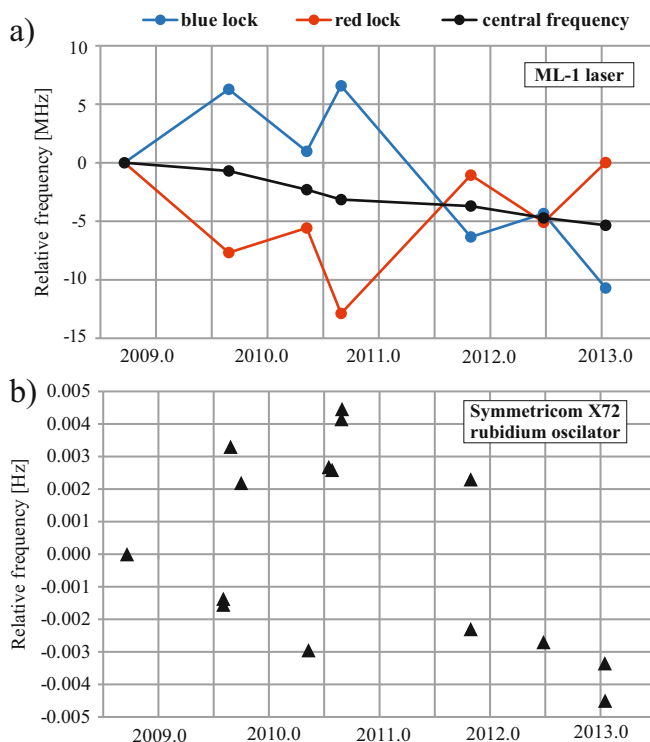 a)
blue lock red lock central frequency
ML-1 laser
Relative frequency [MHz]
10
5
0
-5
-10
-15
2009.0 2010.0 2011.0 2012.0 2013.0
b)
Symmetricom X72
rubidium oscilator
Relative frequency [Hz]
0.005
0.004
0.003
0.002
0.000
-0.001
-0.002
-0.003
-0.004
-0.005
2009.0 2010.0 2011.0 2012.0 2013.0